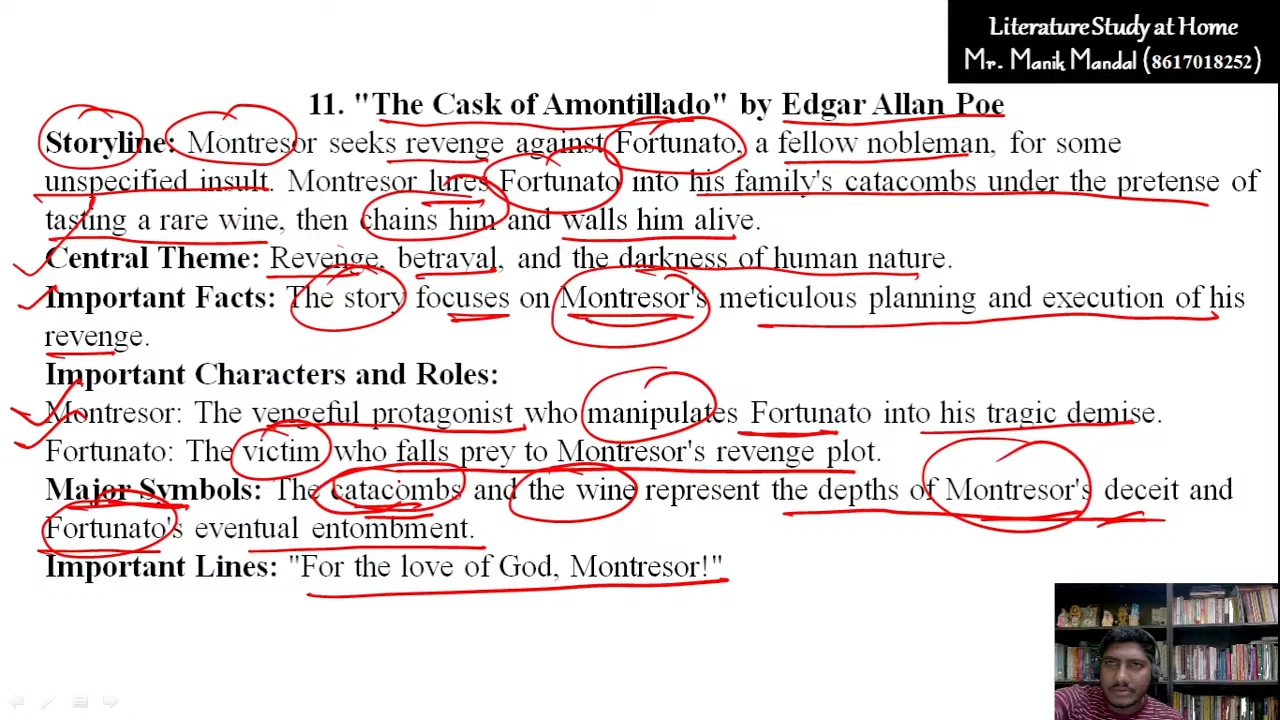 Literature Study at Home
Mr. Manik Mandal (8617018252)
11. "The Cask of Amontillado" by Edgar Allan Poe
Storyline: Montresor seeks revenge against Fortunato, a fellow nobleman, for some
unspecified insult. Montresor lures Fortunato into his family's catacombs under the pretense of
tasting a rare wine, then chains him and walls him alive.
Central Theme: Revenge, betrayal, and the darkness of human nature.
Important Facts: The story focuses on Montresor's meticulous planning and execution of his
revenge.
Important Characters and Roles:
Montresor: The vengeful protagonist who manipulates Fortunato into his tragic demise.
Fortunato: The victim who falls prey to Montresor's revenge plot.
Major Symbols: The catacombs and the wine represent the depths of Montresor's deceit and
Fortunato's eventual entombment.
Important Lines: "For the love of God, Montresor!"